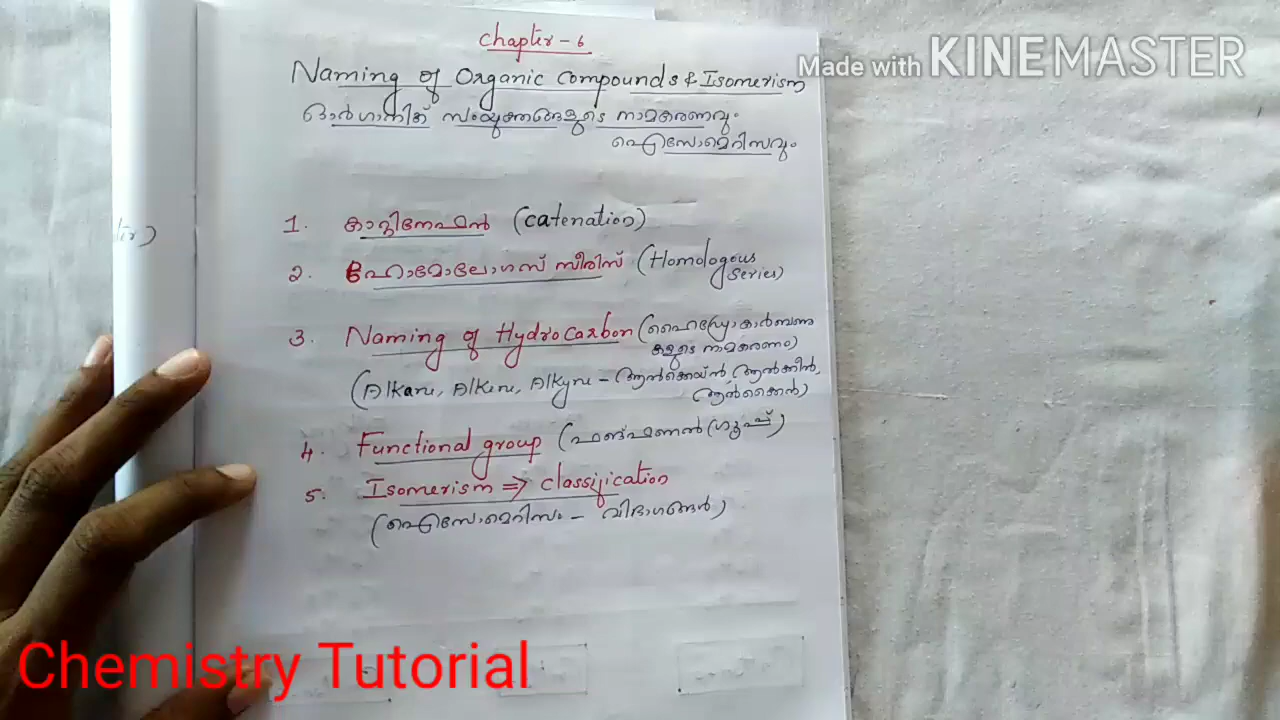 Chapter - 6
Naming of Organic Compounds & Isomerism
ഓർഗാനിക് സംയുക്തങ്ങളുടെ നാമകരണവും
ഐസോമെറിസവും
1. കാറ്റിനേഷൻ (Catenation)
2. ഹോമോലോഗസ് സീരീസ് (Homologous
Series)
3. Naming of Hydrocarbon (ഹൈഡ്രോകാർബണു
കളുടെ നാമകരണം)
(Alkane, Alkene, Alkyne - ആൽക്കെയ്ൻ, ആൽക്കീൻ,
ആൽക്കൈൻ)
4. Functional group (ഫങ്ഷണൽ ഗ്രൂപ്പ്)
5. Isomerism => Classification
(ഐസോമെറിസം - വിഭാഗങ്ങൾ)
Made with KINEMASTER
Chemistry Tutorial